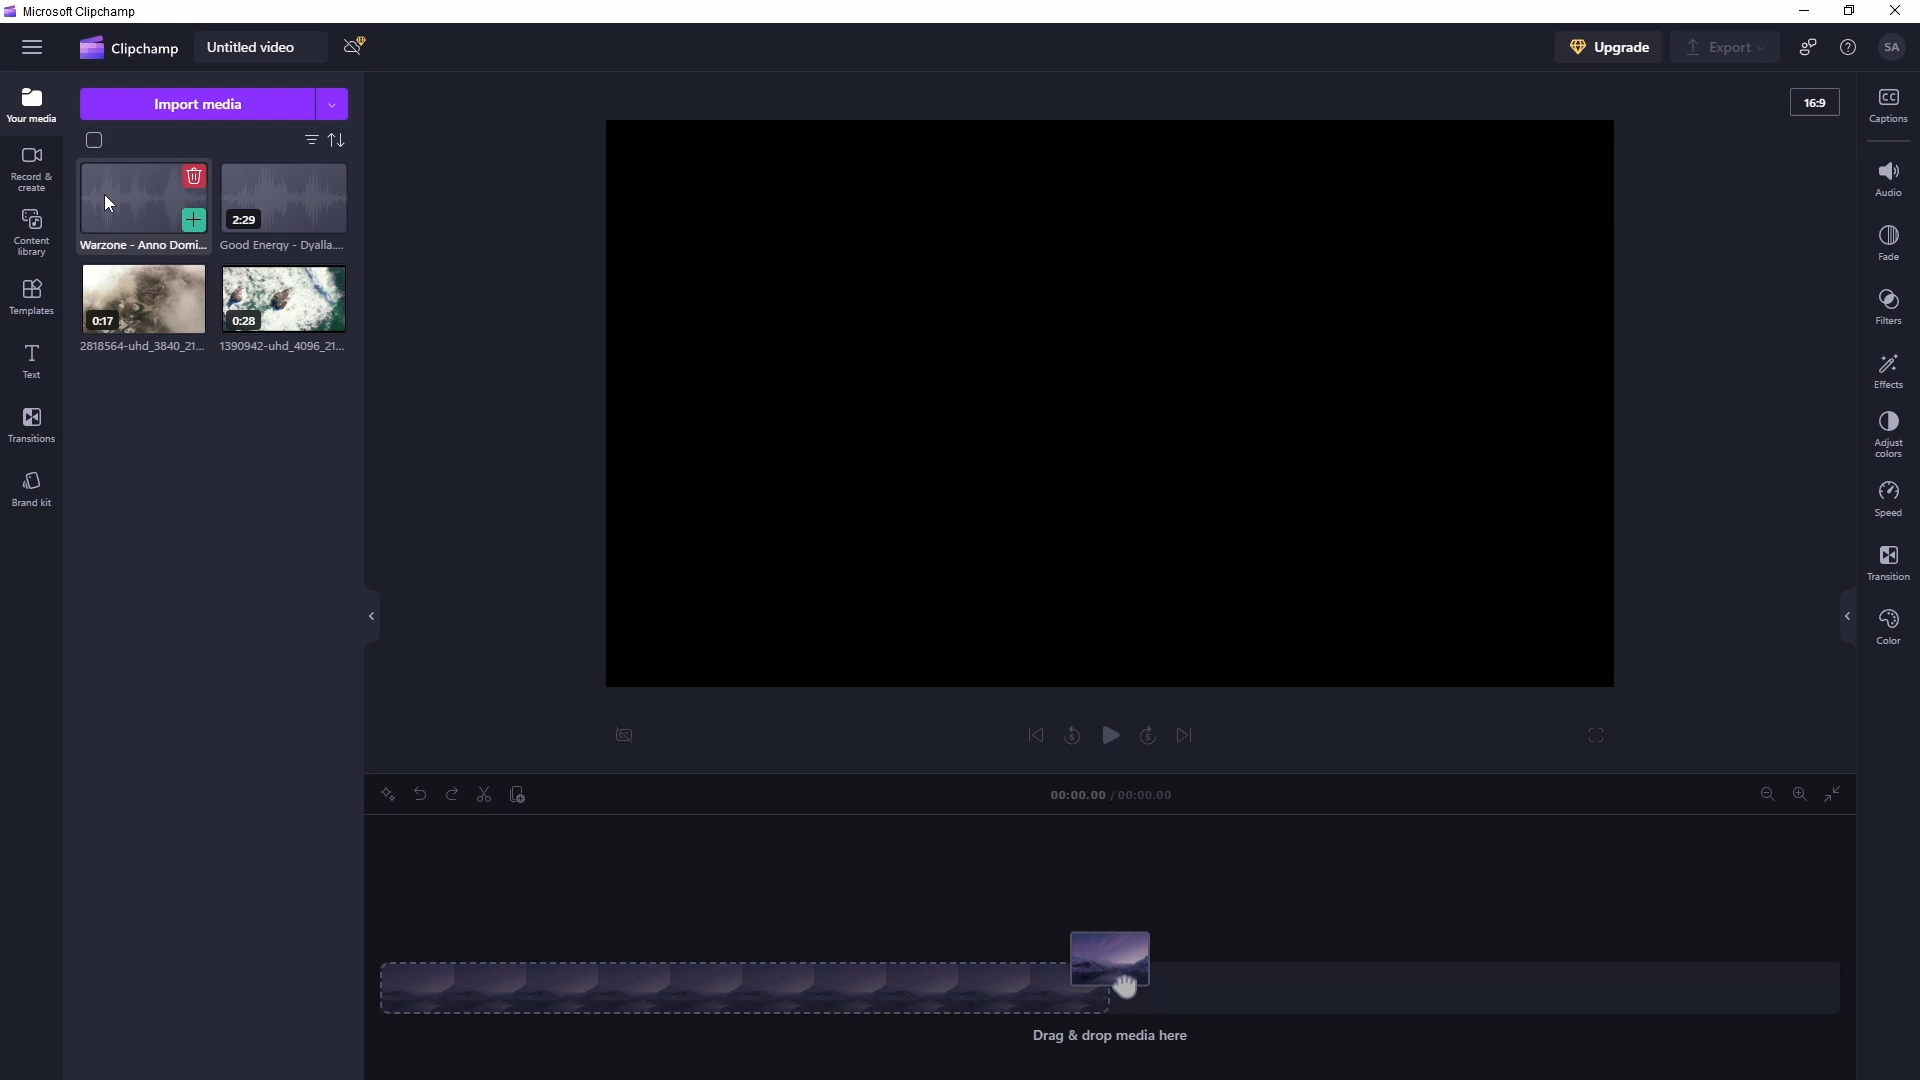 Microsoft Clipchamp
Clipchamp
Untitled video
Upgrade
Export
SA
Your media
Record &
create
Content
library
Templates
Text
Transitions
Brand kit
Import media
Warzone - Anno Domi...
2:29
Good Energy - Dyalla....
0:17
2818564-uhd_3840_21...
0:28
1390942-uhd_4096_21...
16:9
5
5
00:00.00 / 00:00.00
Drag & drop media here
CC
Captions
Audio
Fade
Filters
Effects
Adjust
colors
Speed
Transition
Color